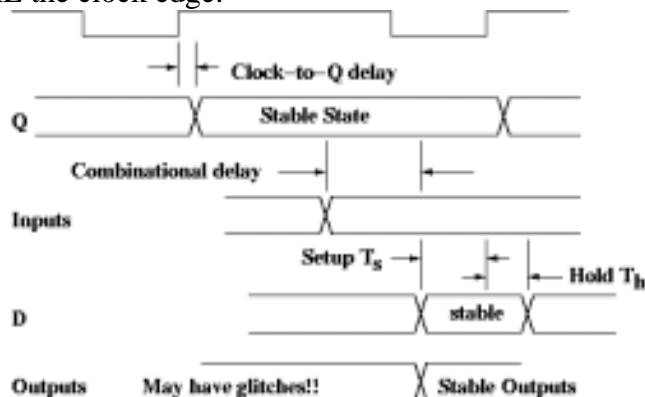 the clock edge.
Clock-to-Q delay
Q Stable State
Combinational delay
Inputs
Setup Ts
Hold Th
D stable
Outputs May have glitches!! Stable Outputs